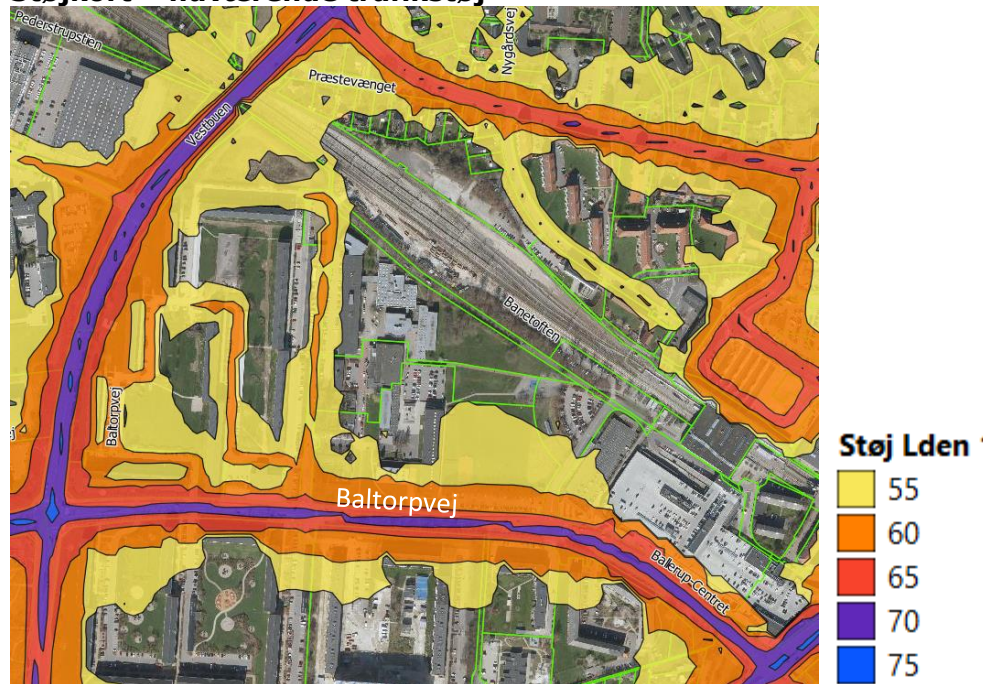 Pederstrupstien
Nygårdsvej
Præstevænget
Vestbuen
Banetoften
Baltorpvej
Baltorpvej
Ballerup-Centret
Støj Lden
55
60
65
70
75